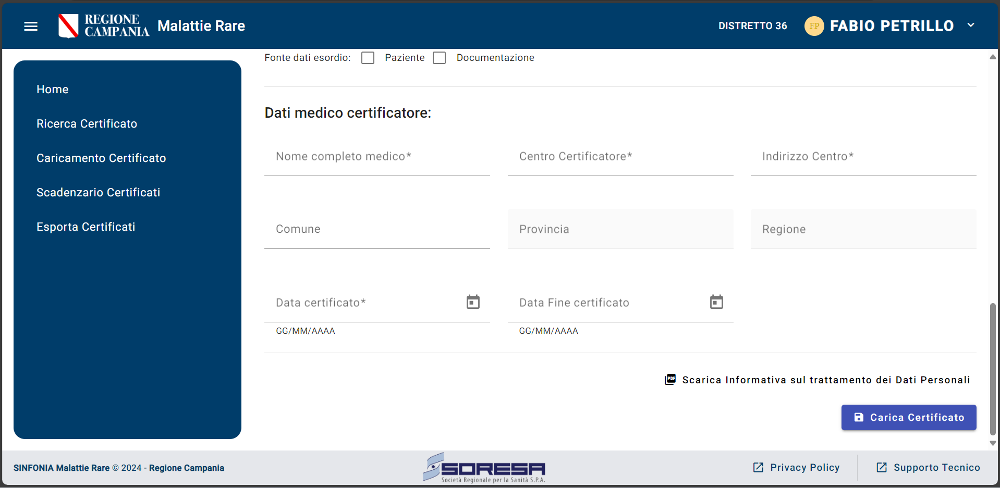 REGIONE
CAMPANIA
Malattie Rare
DISTRETTO 36
FP
FABIO PETRILLO
Home
Ricerca Certificato
Caricamento Certificato
Scadenzario Certificati
Esporta Certificati
Fonte dati esordio: Paziente Documentazione
Dati medico certificatore:
Nome completo medico* Centro Certificatore* Indirizzo Centro*
Comune Provincia Regione
Data certificato* Data Fine certificato
GG/MM/AAAA GG/MM/AAAA
PDF Scarica Informativa sul trattamento dei Dati Personali
Carica Certificato
SINFONIA Malattie Rare © 2024 - Regione Campania
SORESA
Società Regionale per la Sanità S.P.A.
Privacy Policy
Supporto Tecnico